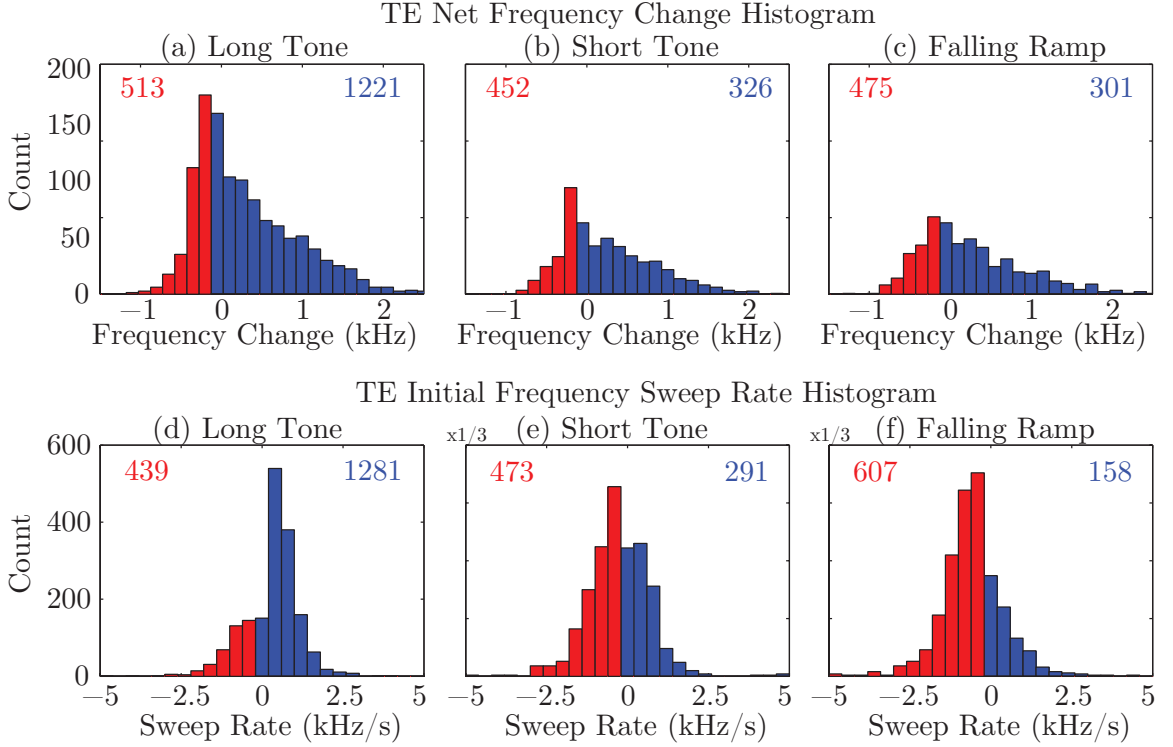 TE Net Frequency Change Histogram
(a) Long Tone
(b) Short Tone
(c) Falling Ramp
200
150
100
50
0
Count
513
1221
452
326
475
301
−1 0 1 2
−1 0 1 2
−1 0 1 2
Frequency Change (kHz)
Frequency Change (kHz)
Frequency Change (kHz)
TE Initial Frequency Sweep Rate Histogram
(d) Long Tone
x1/3 (e) Short Tone
x1/3 (f) Falling Ramp
600
400
200
0
Count
439
1281
473
291
607
158
−5 −2.5 0 2.5 5
−5 −2.5 0 2.5 5
−5 −2.5 0 2.5 5
Sweep Rate (kHz/s)
Sweep Rate (kHz/s)
Sweep Rate (kHz/s)